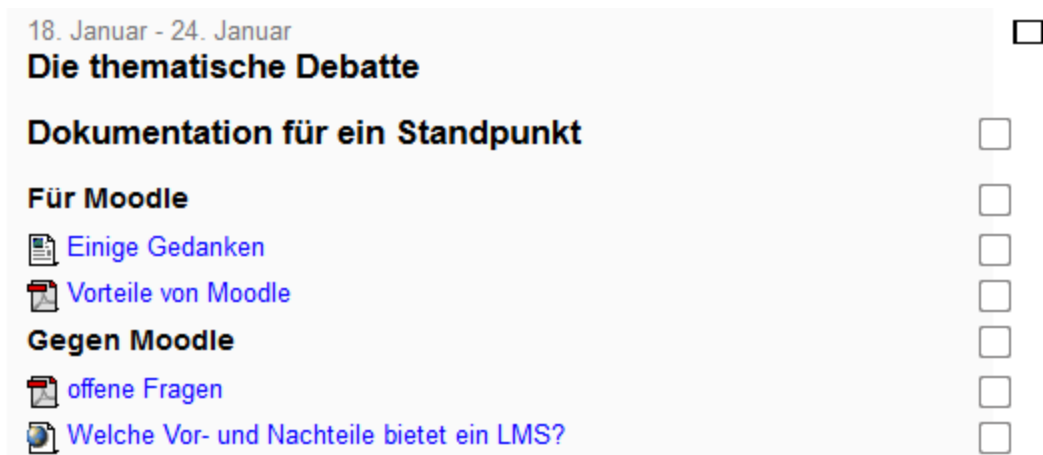 18. Januar - 24. Januar
Die thematische Debatte
Dokumentation für ein Standpunkt
Für Moodle
Einige Gedanken
Vorteile von Moodle
Gegen Moodle
offene Fragen
Welche Vor- und Nachteile bietet ein LMS?